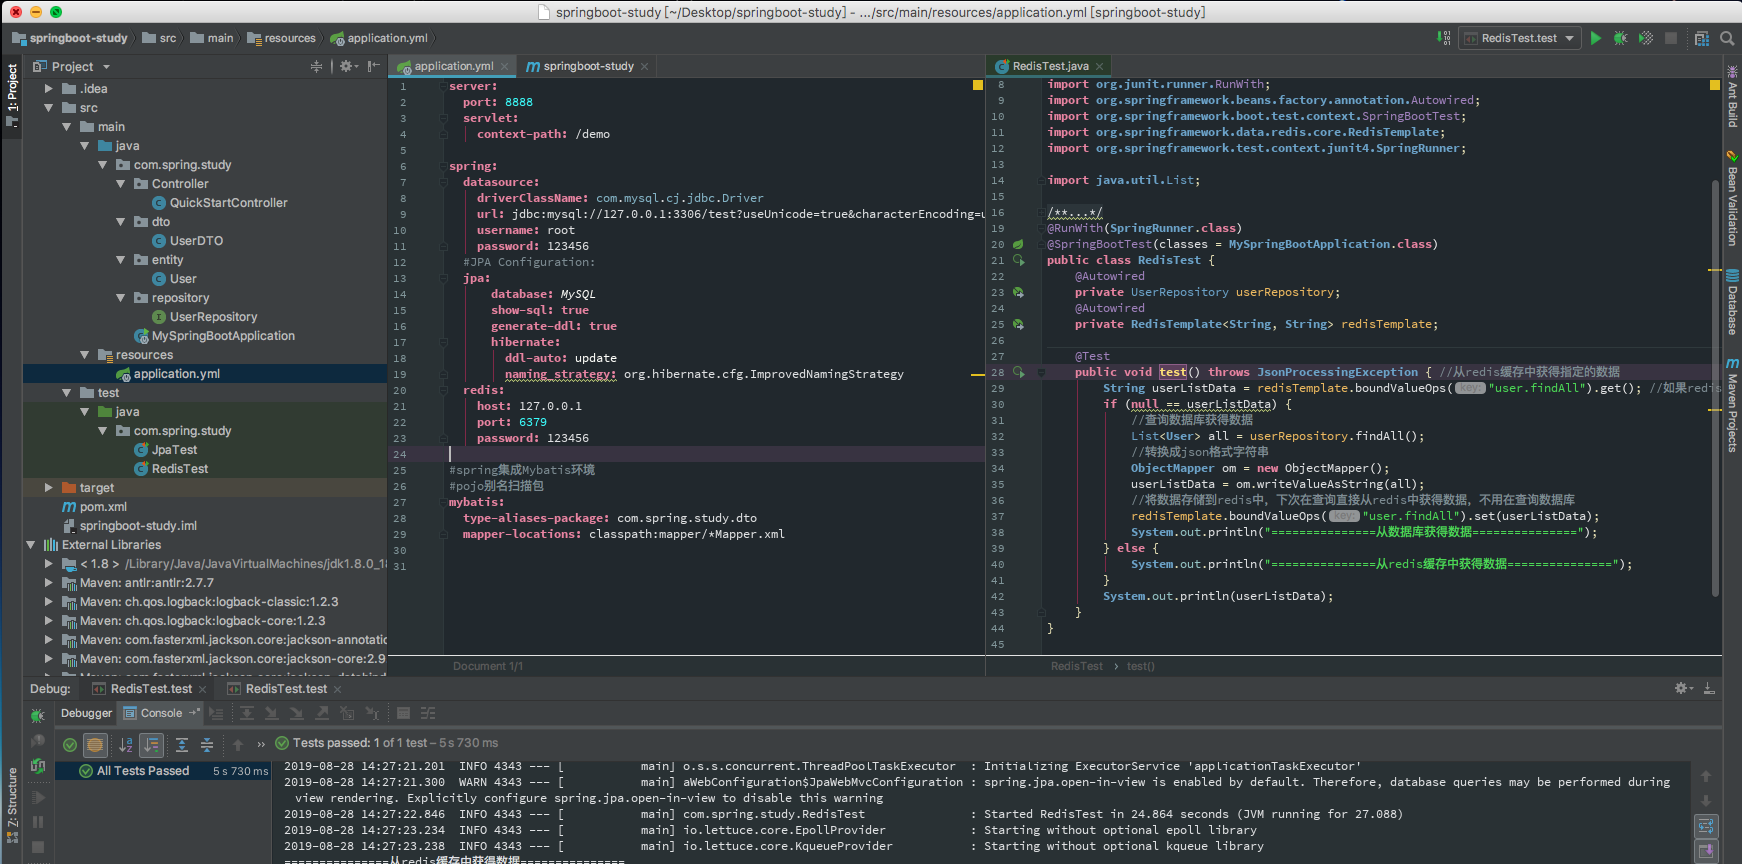 springboot-study [~/Desktop/springboot-study] - .../src/main/resources/application.yml [springboot-study]
springboot-study src main resources application.yml
RedisTest.test
1: Project
Z: Structure
Project
.idea
src
main
java
com.spring.study
Controller
QuickStartController
dto
UserDTO
entity
User
repository
UserRepository
MySpringBootApplication
resources
application.yml
test
java
com.spring.study
JpaTest
RedisTest
target
pom.xml
springboot-study.iml
External Libraries
< 1.8 > /Library/Java/JavaVirtualMachines/jdk1.8.0_18
Maven: antlr:antlr:2.7.7
Maven: ch.qos.logback:logback-classic:1.2.3
Maven: ch.qos.logback:logback-core:1.2.3
Maven: com.fasterxml.jackson.core:jackson-annotatio
Maven: com.fasterxml.jackson.core:jackson-core:2.9
application.yml
springboot-study
1 server:
2 port: 8888
3 servlet:
4 context-path: /demo
5
6 spring:
7 datasource:
8 driverClassName: com.mysql.cj.jdbc.Driver
9 url: jdbc:mysql://127.0.0.1:3306/test?useUnicode=true&characterEncoding=u
10 username: root
11 password: 123456
12 #JPA Configuration:
13 jpa:
14 database: MySQL
15 show-sql: true
16 generate-ddl: true
17 hibernate:
18 ddl-auto: update
19 naming_strategy: org.hibernate.cfg.ImprovedNamingStrategy
20 redis:
21 host: 127.0.0.1
22 port: 6379
23 password: 123456
24
25 #spring集成Mybatis环境
26 #pojo别名扫描包
27 mybatis:
28 type-aliases-package: com.spring.study.dto
29 mapper-locations: classpath:mapper/*Mapper.xml
30
31
Document 1/1
RedisTest.java
8 import org.junit.runner.RunWith;
9 import org.springframework.beans.factory.annotation.Autowired;
10 import org.springframework.boot.test.context.SpringBootTest;
11 import org.springframework.data.redis.core.RedisTemplate;
12 import org.springframework.test.context.junit4.SpringRunner;
13
14 import java.util.List;
15
16 /**...*/
19 @RunWith(SpringRunner.class)
20 @SpringBootTest(classes = MySpringBootApplication.class)
21 public class RedisTest {
22 @Autowired
23 private UserRepository userRepository;
24 @Autowired
25 private RedisTemplate<String, String> redisTemplate;
26
27 @Test
28 public void test() throws JsonProcessingException { //从redis缓存中获得指定的数据
29 String userListData = redisTemplate.boundValueOps( key: "user.findAll").get(); //如果redis
30 if (null == userListData) {
31 //查询数据库获得数据
32 List<User> all = userRepository.findAll();
33 //转换成json格式字符串
34 ObjectMapper om = new ObjectMapper();
35 userListData = om.writeValueAsString(all);
36 //将数据存储到redis中，下次在查询直接从redis中获得数据，不用在查询数据库
37 redisTemplate.boundValueOps( key: "user.findAll").set(userListData);
38 System.out.println("===============从数据库获得数据===============");
39 } else {
40 System.out.println("===============从redis缓存中获得数据===============");
41 }
42 System.out.println(userListData);
43 }
44 }
45
RedisTest › test()
Ant Build
Bean Validation
Database
Maven Projects
Debug: RedisTest.test RedisTest.test
Debugger Console
Tests passed: 1 of 1 test – 5 s 730 ms
All Tests Passed 5 s 730 ms
2019-08-28 14:27:21.201 INFO 4343 --- [ main] o.s.s.concurrent.ThreadPoolTaskExecutor : Initializing ExecutorService 'applicationTaskExecutor'
2019-08-28 14:27:21.300 WARN 4343 --- [ main] aWebConfiguration$JpaWebMvcConfiguration : spring.jpa.open-in-view is enabled by default. Therefore, database queries may be performed during
view rendering. Explicitly configure spring.jpa.open-in-view to disable this warning
2019-08-28 14:27:22.846 INFO 4343 --- [ main] com.spring.study.RedisTest : Started RedisTest in 24.864 seconds (JVM running for 27.088)
2019-08-28 14:27:23.234 INFO 4343 --- [ main] io.lettuce.core.EpollProvider : Starting without optional epoll library
2019-08-28 14:27:23.238 INFO 4343 --- [ main] io.lettuce.core.KqueueProvider : Starting without optional kqueue library
===============从redis缓存中获得数据===============